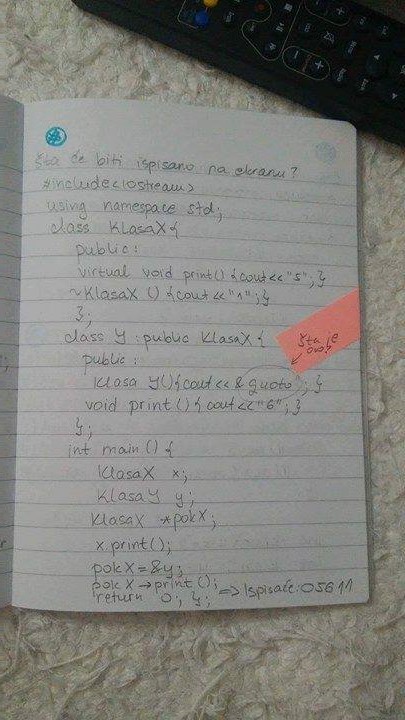 Šta će biti ispisano na ekranu?
#include<iostream>
using namespace std;
class KlasaX{
public:
virtual void print(){cout<<"5";}
~KlasaX(){cout<<"1";}
};
class Y:public KlasaX{
Šta je ovo?
public:
Klasa Y(){cout<<&quoto";}
void print(){cout<<"6";}
};
int main(){
KlasaX x;
KlasaY y;
KlasaX *pokX;
x.print();
pokX=&y;
pokX→print();
return 0; }; => Ispisaće:05611